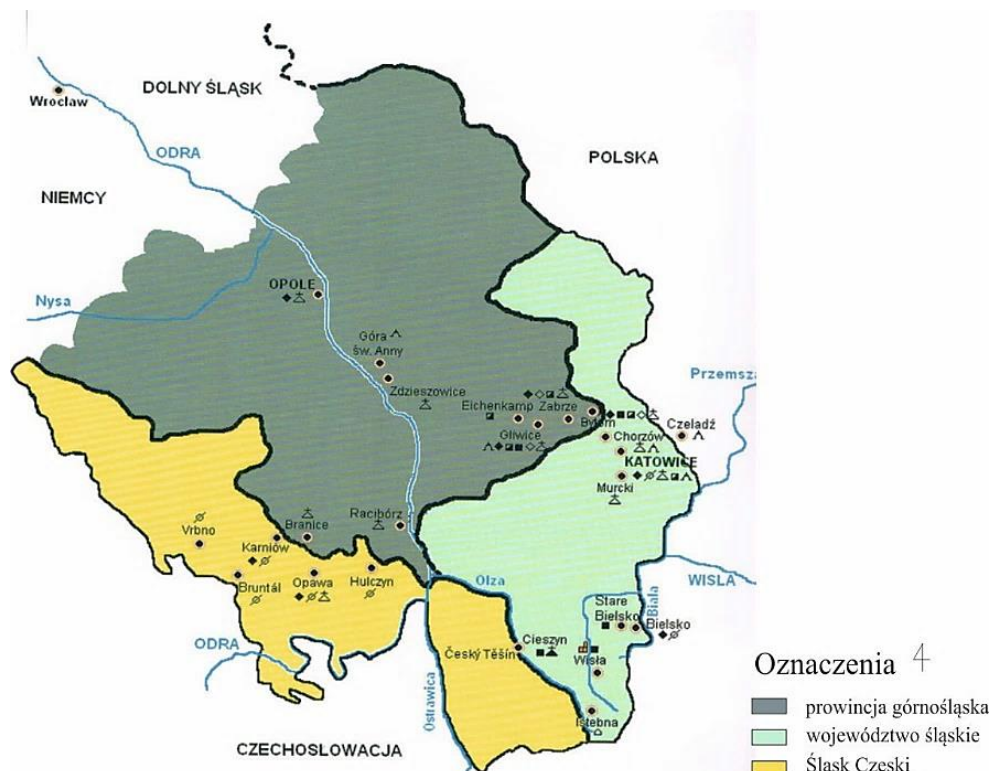 DOLNY ŚLĄSK
Wrocław
ODRA
POLSKA
NIEMCY
OPOLE
Nysa
Góra
św. Anny
Zdzieszowice
Przemsza
Eichenkamp Zabrze
Bytom
Gliwice
Chorzów
Czeladź
KATOWICE
Murcki
Racibórz
Branice
Vrbno
Karniów
Opawa
Hulczyn
Bruntál
Olza
WISLA
Stare
Bielsko
Biała
Bielsko
Cieszyn
Český Těšín
Wisła
ODRA
Ostrawica
Istebna
CZECHOSLOWACJA
Oznaczenia 4
prowincja górnośląska
województwo śląskie
Śląsk Czeski